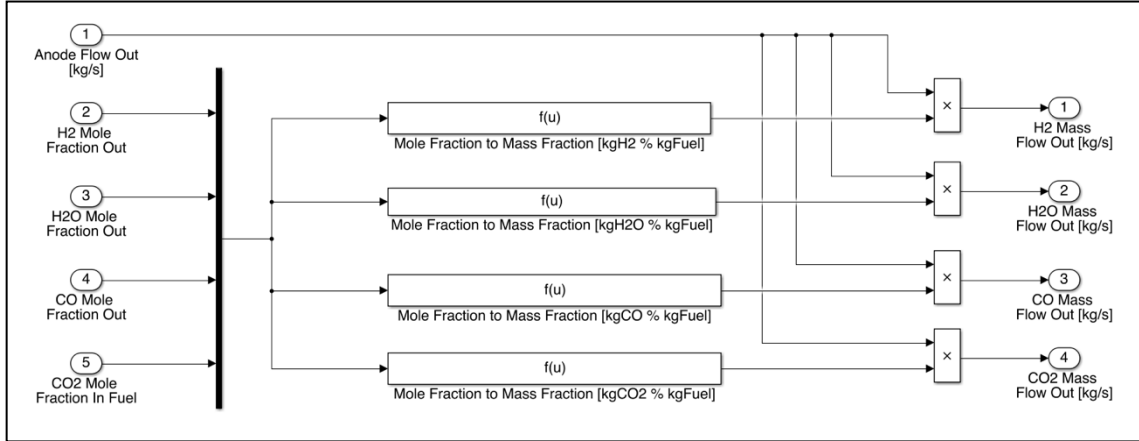 1
Anode Flow Out
[kg/s]
2
H2 Mole
Fraction Out
3
H2O Mole
Fraction Out
4
CO Mole
Fraction Out
5
CO2 Mole
Fraction In Fuel
f(u)
Mole Fraction to Mass Fraction [kgH2 % kgFuel]
f(u)
Mole Fraction to Mass Fraction [kgH2O % kgFuel]
f(u)
Mole Fraction to Mass Fraction [kgCO % kgFuel]
f(u)
Mole Fraction to Mass Fraction [kgCO2 % kgFuel]
×
×
×
×
1
H2 Mass
Flow Out [kg/s]
2
H2O Mass
Flow Out [kg/s]
3
CO Mass
Flow Out [kg/s]
4
CO2 Mass
Flow Out [kg/s]